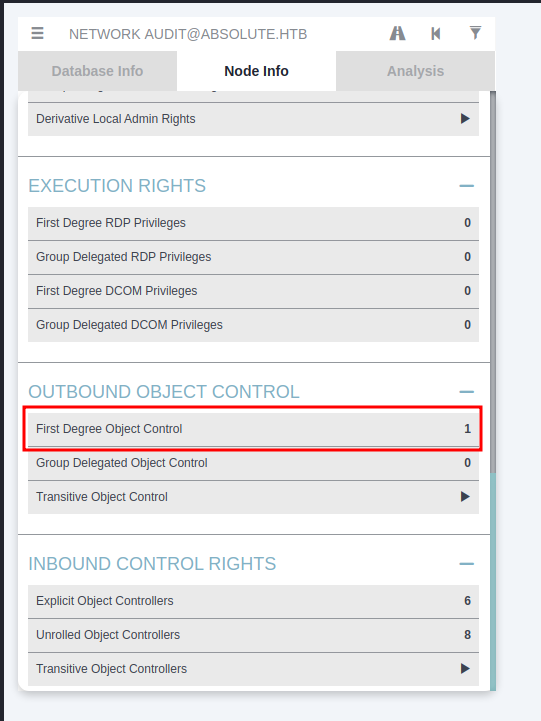 NETWORK AUDIT@ABSOLUTE.HTB
Database Info Node Info Analysis
Derivative Local Admin Rights
EXECUTION RIGHTS
First Degree RDP Privileges 0
Group Delegated RDP Privileges 0
First Degree DCOM Privileges 0
Group Delegated DCOM Privileges 0
OUTBOUND OBJECT CONTROL
First Degree Object Control 1
Group Delegated Object Control 0
Transitive Object Control
INBOUND CONTROL RIGHTS
Explicit Object Controllers 6
Unrolled Object Controllers 8
Transitive Object Controllers